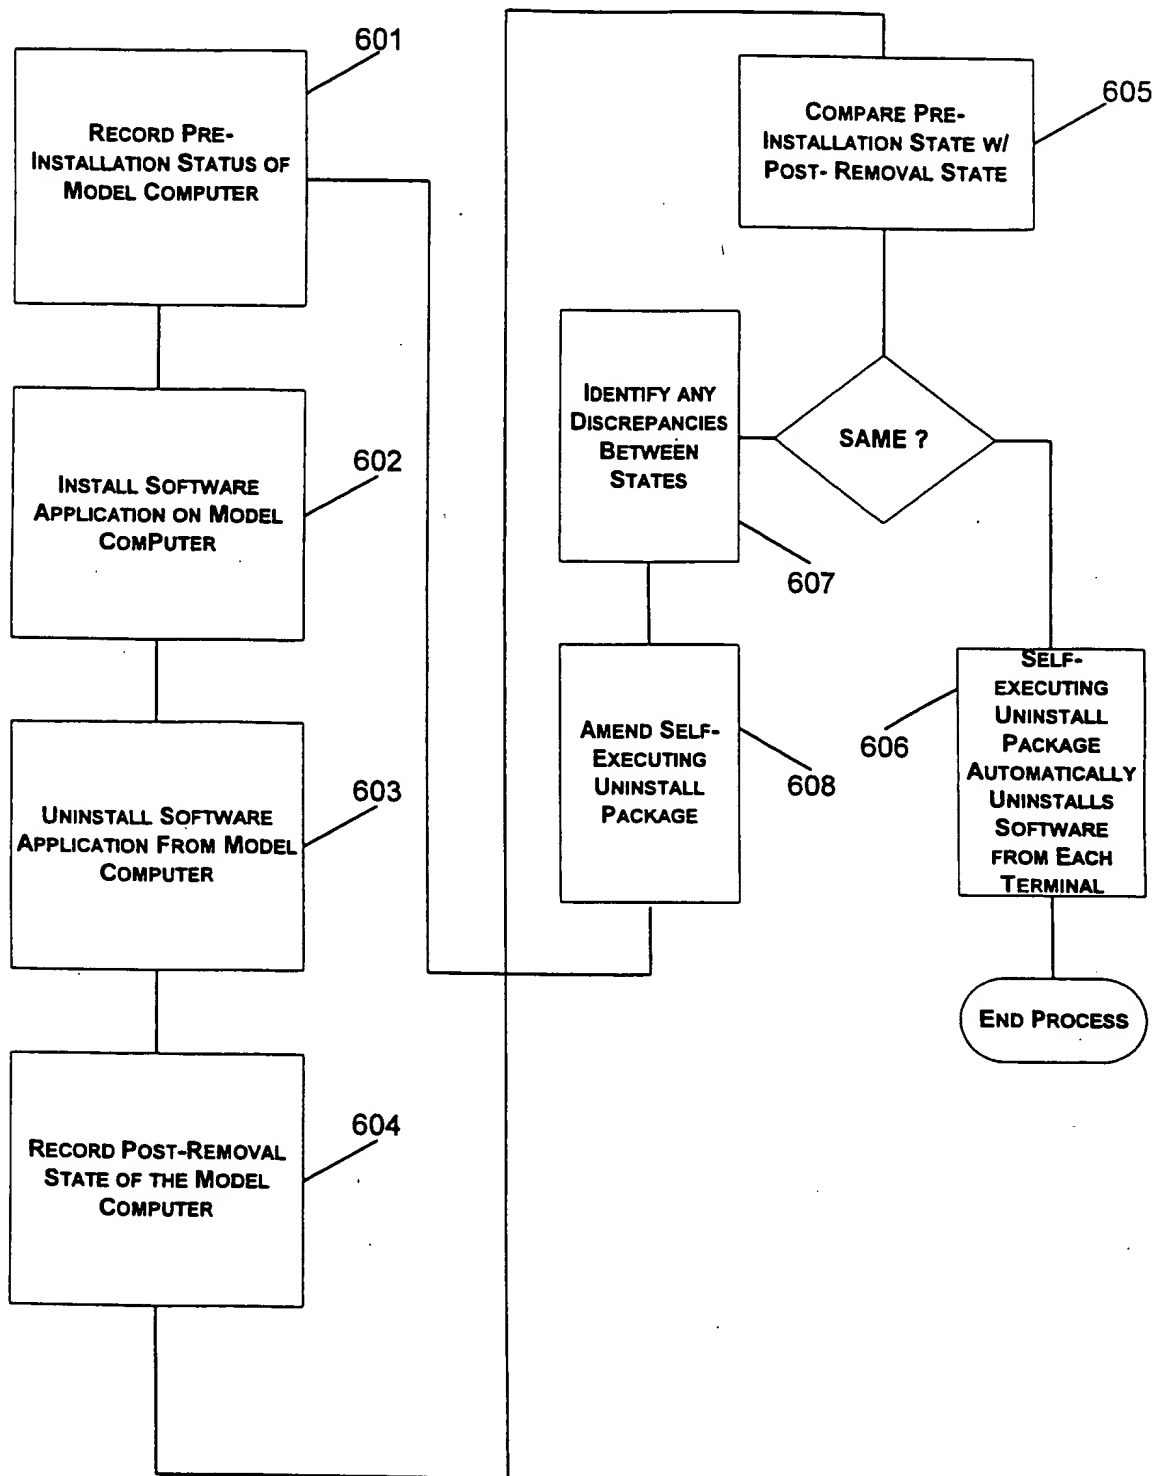 601
RECORD PRE-
INSTALLATION STATUS OF
MODEL COMPUTER
602
INSTALL SOFTWARE
APPLICATION ON MODEL
COMPUTER
603
UNINSTALL SOFTWARE
APPLICATION FROM MODEL
COMPUTER
604
RECORD POST-REMOVAL
STATE OF THE MODEL
COMPUTER
605
COMPARE PRE-
INSTALLATION STATE W/
POST- REMOVAL STATE
SAME ?
IDENTIFY ANY
DISCREPANCIES
BETWEEN
STATES
607
AMEND SELF-
EXECUTING
UNINSTALL
PACKAGE
608
606
SELF-
EXECUTING
UNINSTALL
PACKAGE
AUTOMATICALLY
UNINSTALLS
SOFTWARE
FROM EACH
TERMINAL
END PROCESS